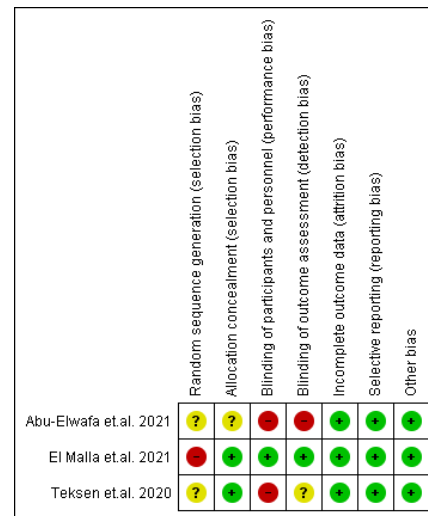 Random sequence generation (selection bias)
Allocation concealment (selection bias)
Blinding of participants and personnel (performance bias)
Blinding of outcome assessment (detection bias)
Incomplete outcome data (attrition bias)
Selective reporting (reporting bias)
Other bias
Abu-Elwafa et.al. 2021 ? ? - - + + +
El Malla et.al. 2021 - + + + + + +
Teksen et.al. 2020 ? + - ? + + +